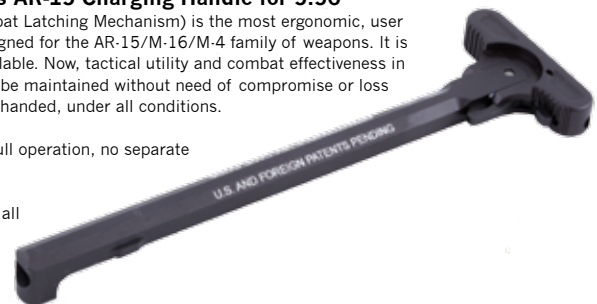 s AR-15 Charging Handle for 5.56
bat Latching Mechanism) is the most ergonomic, user
gned for the AR-15/M-16/M-4 family of weapons. It is
lable. Now, tactical utility and combat effectiveness in
be maintained without need of compromise or loss
handed, under all conditions.
ull operation, no separate
all
U.S. AND FOREIGN PATENTS PENDING